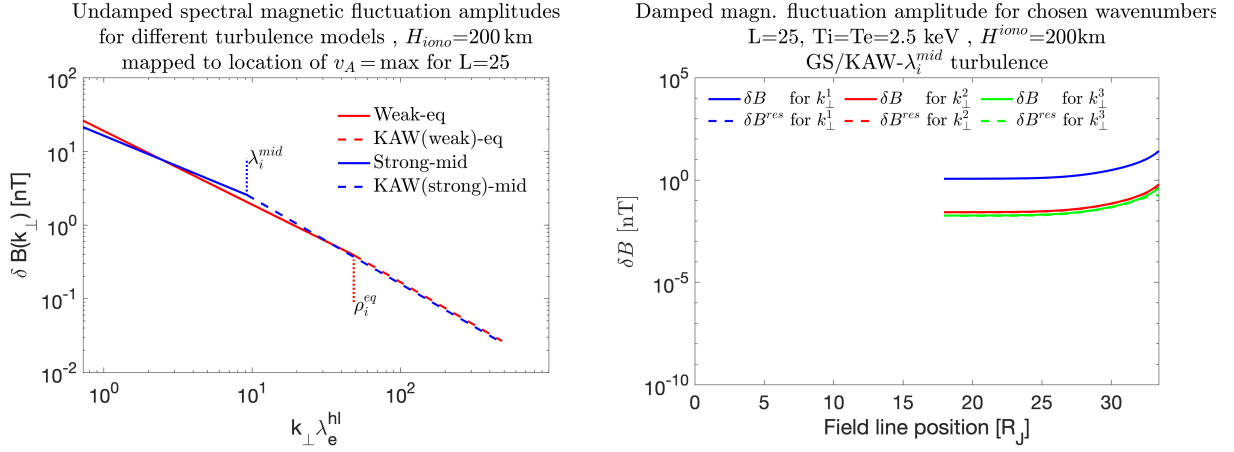 Undamped spectral magnetic fluctuation amplitudes
for different turbulence models , H_{iono}=200 km
mapped to location of v_A = max for L=25
10^2
10^1
10^0
10^{-1}
10^{-2}
δ B(k_⊥) [nT]
Weak-eq
KAW(weak)-eq
Strong-mid
KAW(strong)-mid
λ_i^{mid}
ρ_i^{eq}
10^0 10^1 10^2
k_⊥λ_e^{hl}
Damped magn. fluctuation amplitude for chosen wavenumbers
L=25, Ti=Te=2.5 keV , H^{iono}=200km
GS/KAW-λ_i^{mid} turbulence
10^5
10^0
10^{-5}
10^{-10}
δB [nT]
δB for k_⊥^1 δB for k_⊥^2 δB for k_⊥^3
δB^{res} for k_⊥^1 δB^{res} for k_⊥^2 δB^{res} for k_⊥^3
0 5 10 15 20 25 30
Field line position [R_J]